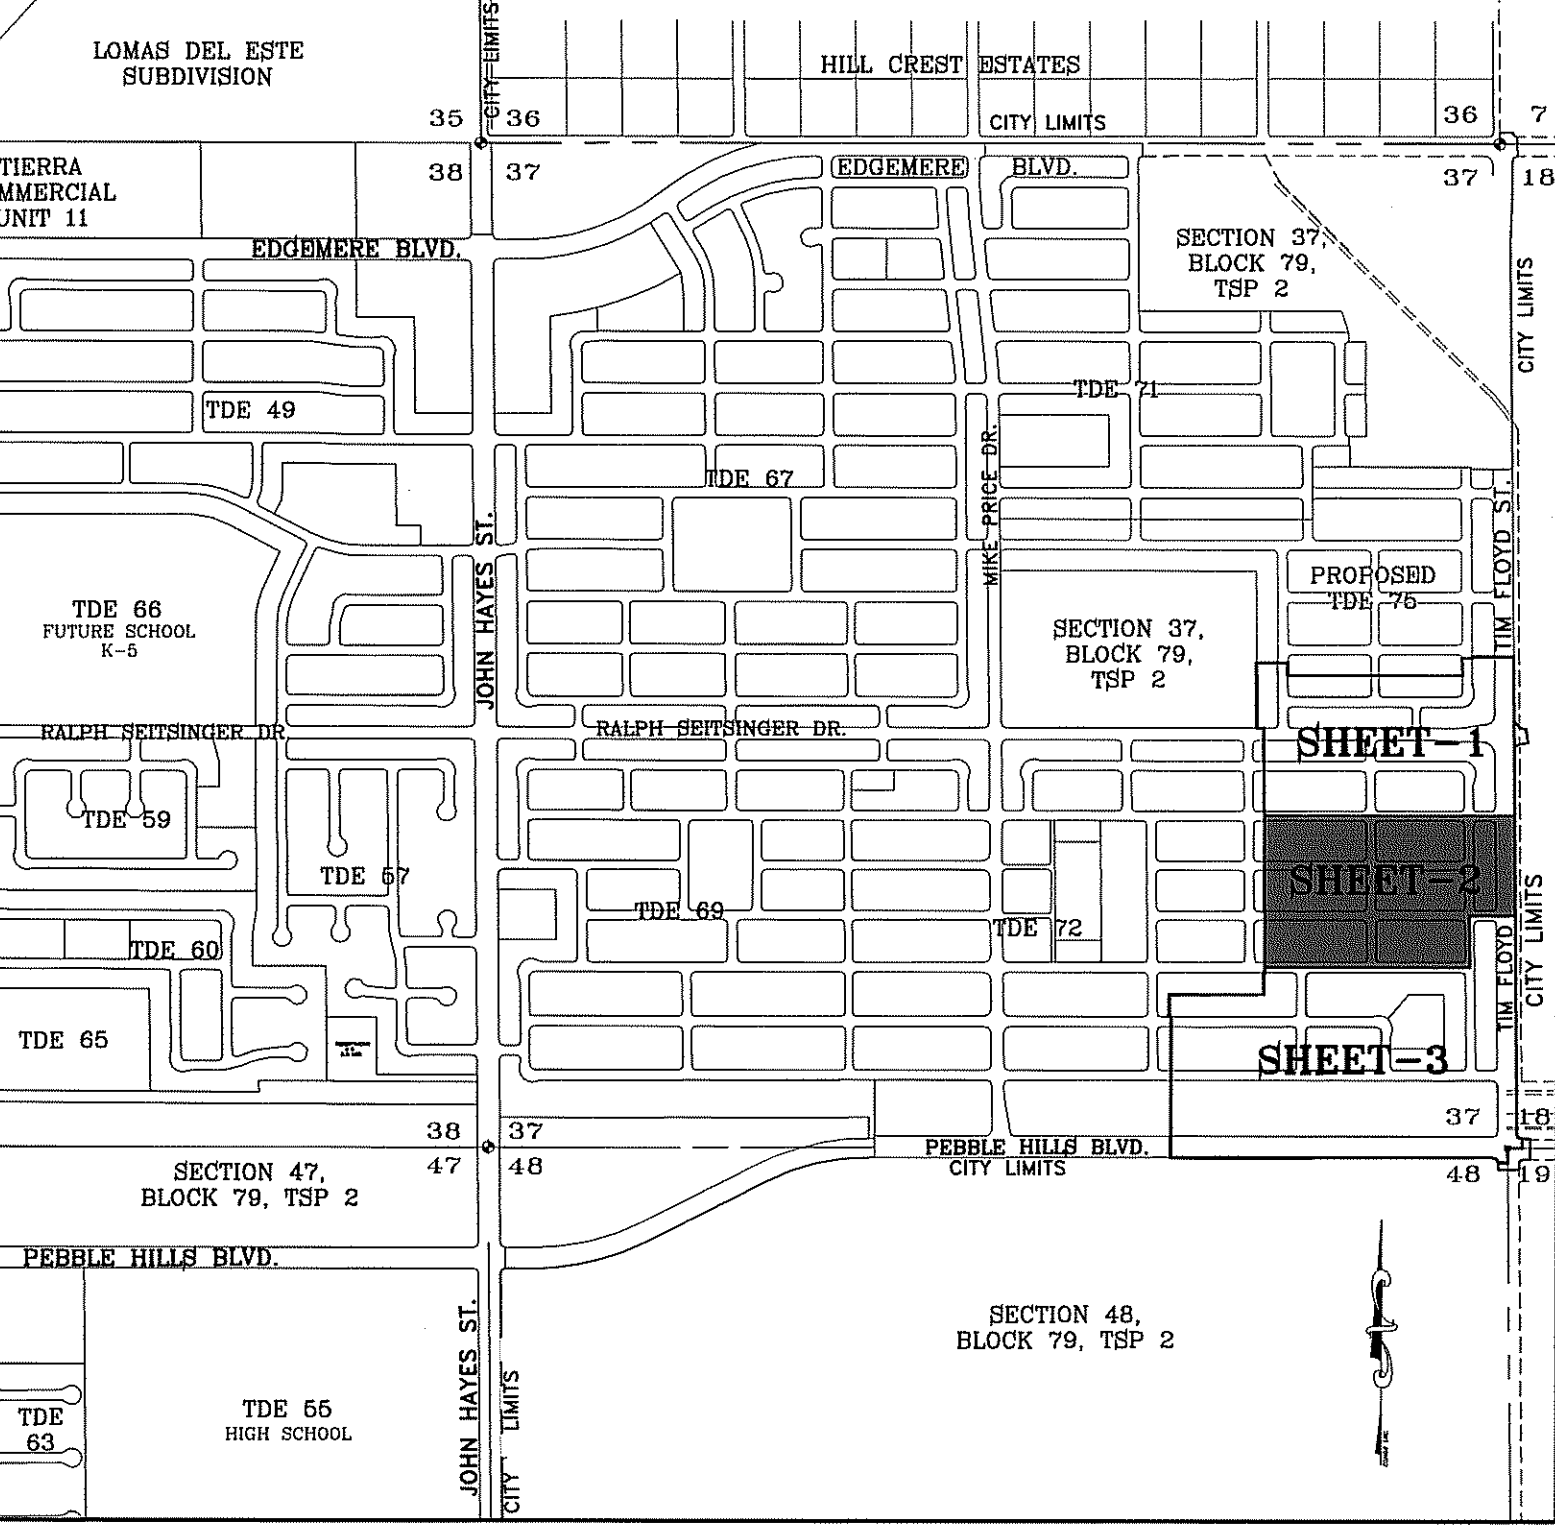 LOMAS DEL ESTE
SUBDIVISION
CITY LIMITS
HILL CREST ESTATES
35
36
CITY LIMITS
36
7
38
37
37
18
TIERRA
MMERCIAL
UNIT 11
EDGEMERE BLVD.
EDGEMERE BLVD.
SECTION 37,
BLOCK 79,
TSP 2
CITY LIMITS
TDE 49
TDE 71
TDE 67
MIKE PRICE DR.
TIM FLOYD ST.
JOHN HAYES ST.
TDE 66
FUTURE SCHOOL
K-5
PROPOSED
TDE 75
SECTION 37,
BLOCK 79,
TSP 2
RALPH SEITSINGER DR
RALPH SEITSINGER DR.
SHEET-1
TDE 59
TDE 57
SHEET-2
TDE 69
TDE 72
TDE 60
TIM FLOYD
CITY LIMITS
TDE 65
SHEET-3
38
37
37
18
PEBBLE HILLS BLVD.
CITY LIMITS
47
48
48
19
SECTION 47,
BLOCK 79, TSP 2
PEBBLE HILLS BLVD.
SECTION 48,
BLOCK 79, TSP 2
JOHN HAYES ST.
CITY LIMITS
TDE 55
HIGH SCHOOL
TDE
63